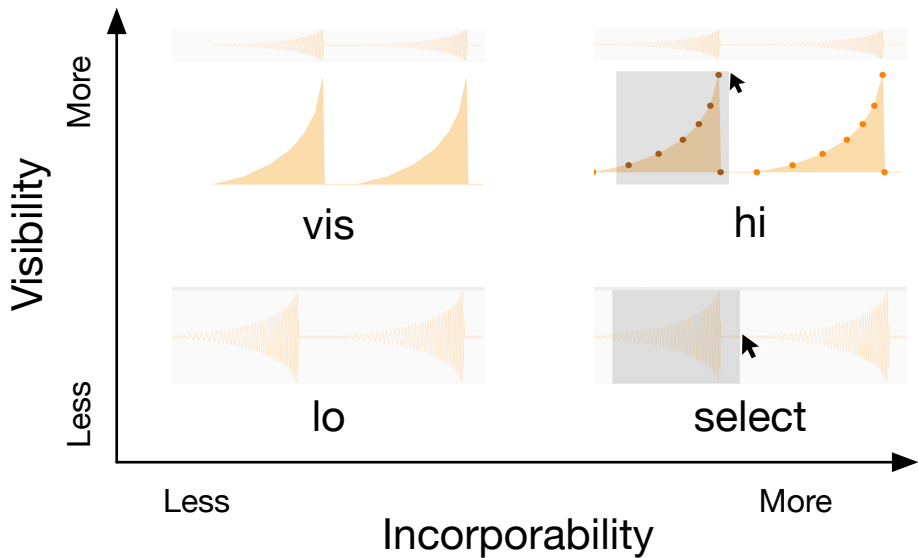 More
Visibility
Less
vis
hi
lo
select
Less
More
Incorporability